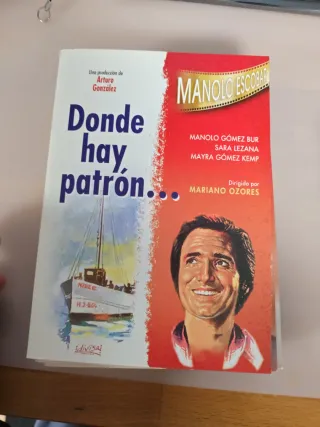 Una producción de
Arturo
González
MANOLO ESCOBAR
Donde
hay
patrón...
MANOLO GÓMEZ BUR
SARA LEZANA
MAYRA GÓMEZ KEMP
Dirigida por
MARIANO OZORES
divisa